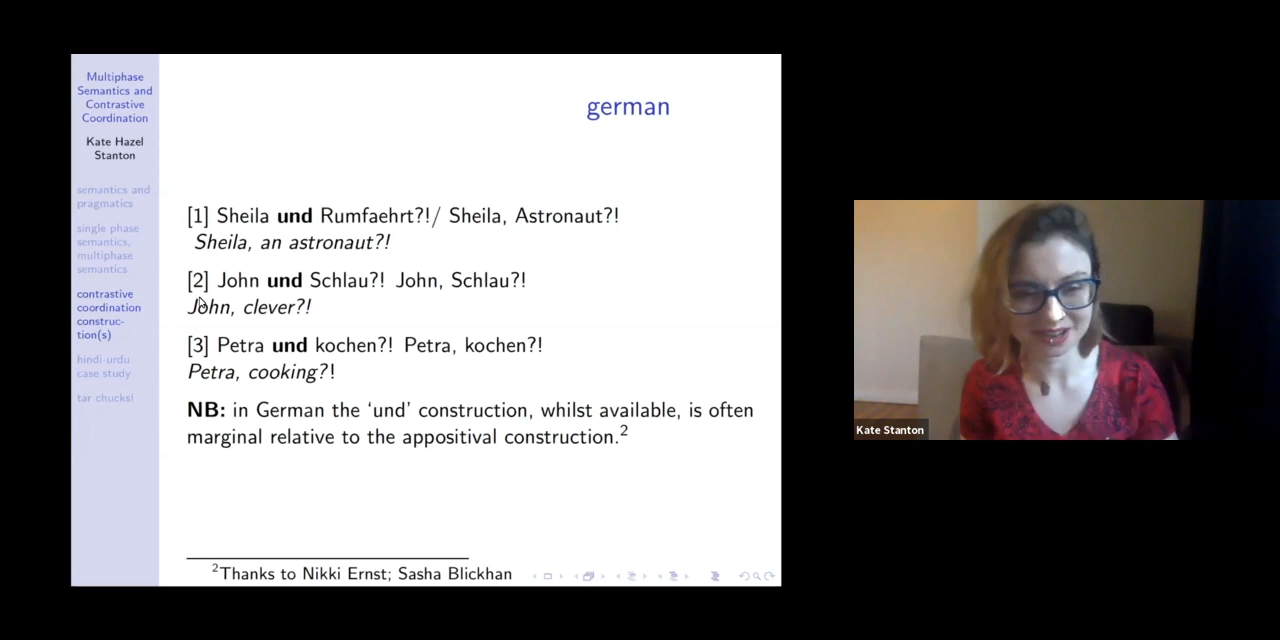 Multiphase
Semantics and
Contrastive
Coordination
Kate Hazel
Stanton
semantics and
pragmatics
single phase
semantics,
multiphase
semantics
contrastive
coordination
construc-
tion(s)
hindi-urdu
case study
tar chucks!
german
[1] Sheila und Rumfaehrt?!/ Sheila, Astronaut?!
Sheila, an astronaut?!
[2] John und Schlau?! John, Schlau?!
John, clever?!
[3] Petra und kochen?! Petra, kochen?!
Petra, cooking?!
NB: in German the ‘und’ construction, whilst available, is often
marginal relative to the appositival construction.2
2Thanks to Nikki Ernst; Sasha Blickhan
Kate Stanton